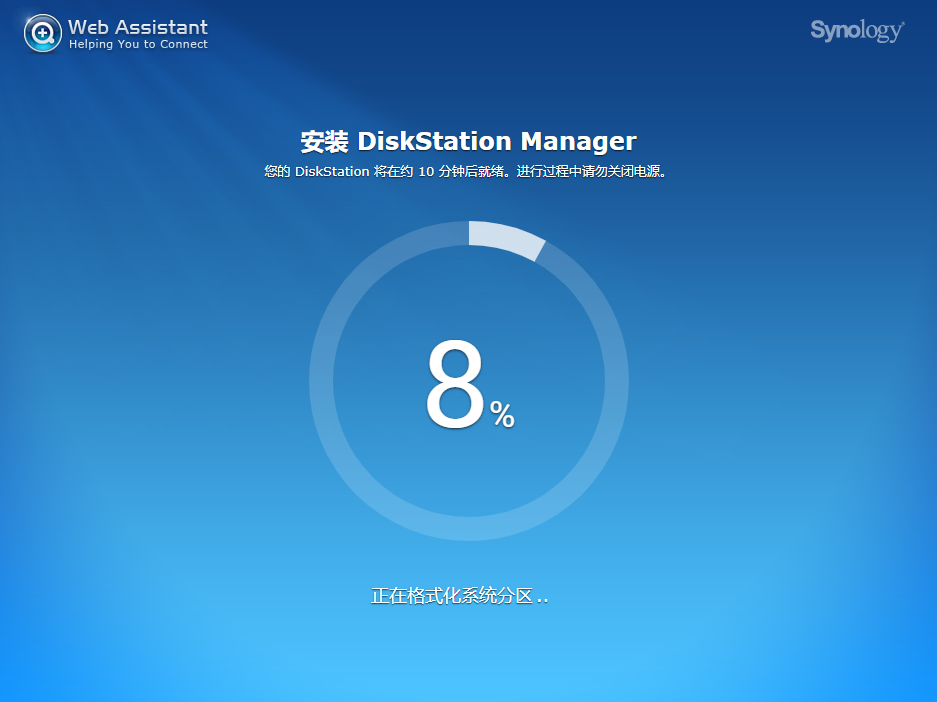 Web Assistant
Helping You to Connect
Synology
安装 DiskStation Manager
您的 DiskStation 将在约 10 分钟后就绪。进行过程中请勿关闭电源。
8%
正在格式化系统分区 ..